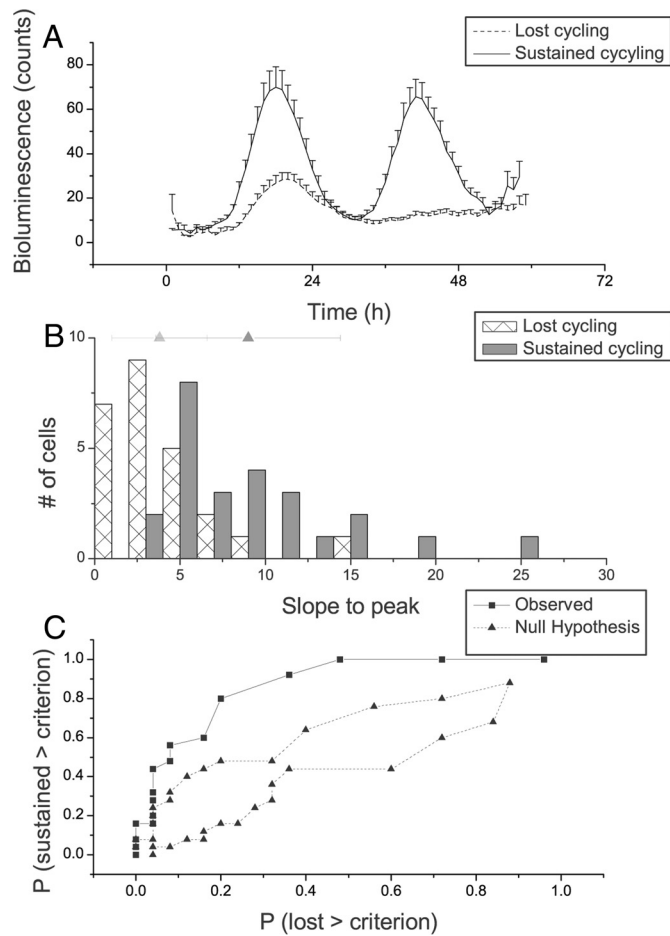 A
Lost cycling
Sustained cycyling
Bioluminescence (counts)
80
60
40
20
0
0 24 48 72
Time (h)
B
Lost cycling
Sustained cycling
# of cells
10
5
0
0 5 10 15 20 25 30
Slope to peak
C
Observed
Null Hypothesis
P (sustained > criterion)
1.0
0.8
0.6
0.4
0.2
0.0
0.0 0.2 0.4 0.6 0.8 1.0
P (lost > criterion)